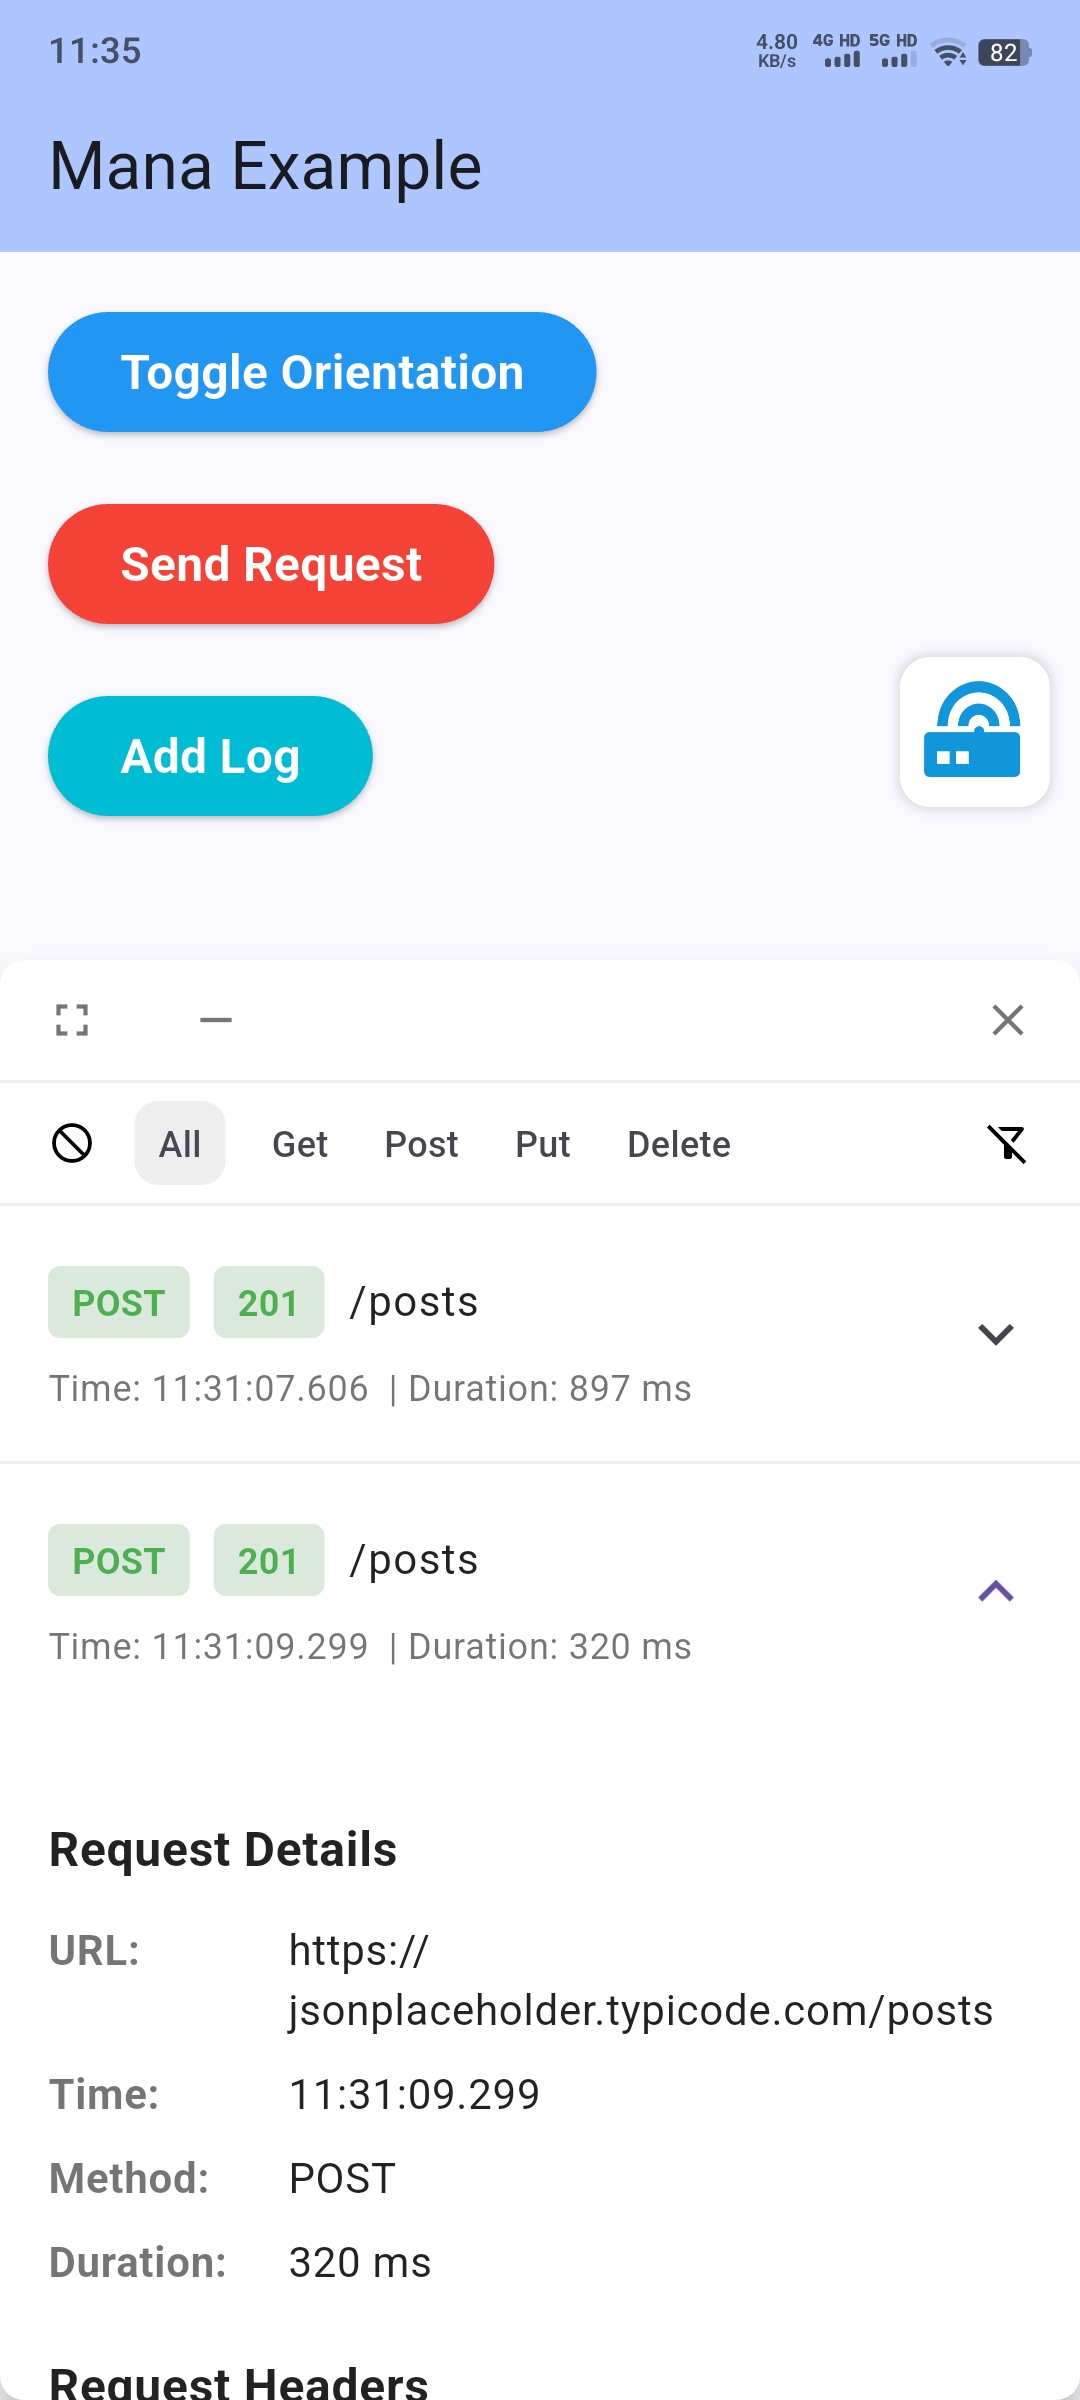 11:35
4.80 KB/s 4G HD 5G HD 82
Mana Example
Toggle Orientation
Send Request
Add Log
All Get Post Put Delete
POST 201 /posts
Time: 11:31:07.606 | Duration: 897 ms
POST 201 /posts
Time: 11:31:09.299 | Duration: 320 ms
Request Details
URL: https://
jsonplaceholder.typicode.com/posts
Time: 11:31:09.299
Method: POST
Duration: 320 ms
Request Headers